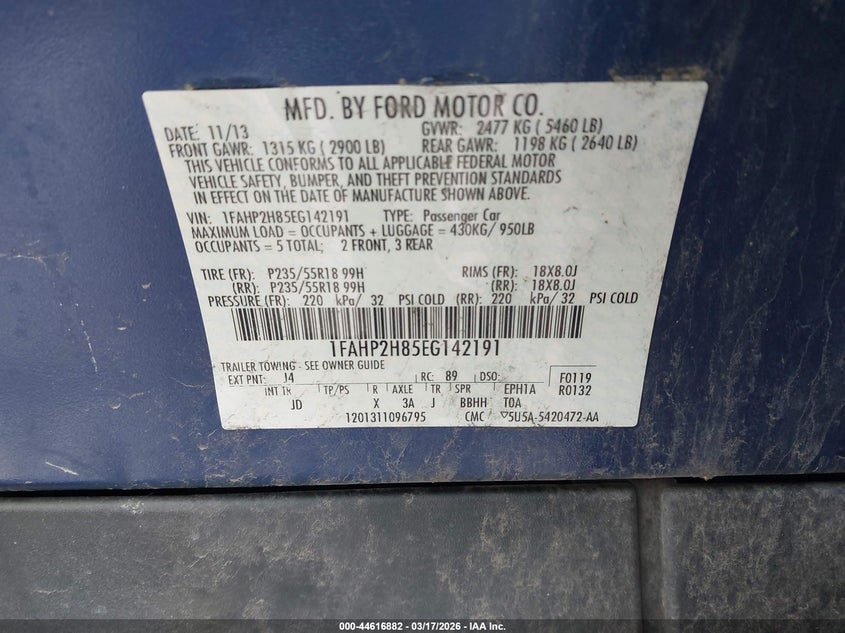 MFD. BY FORD MOTOR CO.
DATE: 11/13 GVWR: 2477 KG ( 5460 LB)
FRONT GAWR: 1315 KG ( 2900 LB) REAR GAWR: 1198 KG ( 2640 LB)
THIS VEHICLE CONFORMS TO ALL APPLICABLE FEDERAL MOTOR
VEHICLE SAFETY, BUMPER, AND THEFT PREVENTION STANDARDS
IN EFFECT ON THE DATE OF MANUFACTURE SHOWN ABOVE.
VIN: 1FAHP2H85EG142191 TYPE: Passenger Car
MAXIMUM LOAD = OCCUPANTS + LUGGAGE = 430KG/ 950LB
OCCUPANTS = 5 TOTAL; 2 FRONT, 3 REAR
TIRE (FR): P235/55R18 99H RIMS (FR): 18X8.0J
(RR): P235/55R18 99H (RR): 18X8.0J
PRESSURE (FR): 220 kPa/ 32 PSI COLD (RR): 220 kPa/ 32 PSI COLD
1FAHP2H85EG142191
TRAILER TOWING - SEE OWNER GUIDE
EXT PNT: J4 RC: 89 DSO: F0119
INT TR TP/PS R AXLE TR SPR EPH1A R0132
JD X 3A J BBHH TOA
1201311096795 CMC ▽5U5A-5420472-AA
000-44616882 / 03/17/2026 - IAA Inc.